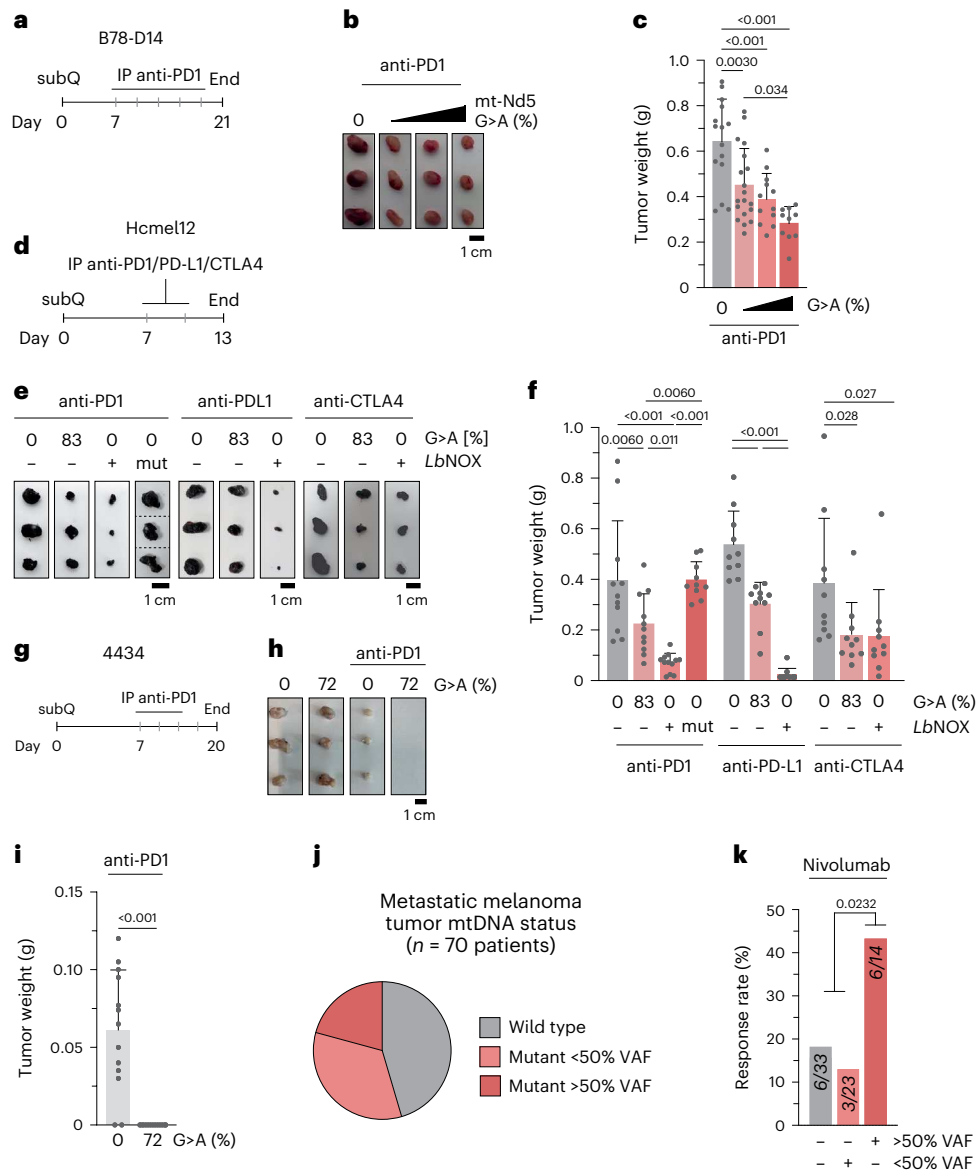 a
B78-D14
subQ IP anti-PD1 End
Day 0 7 21
b
anti-PD1
mt-Nd5
0 G>A (%)
1 cm
c
<0.001
<0.001
0.0030
0.034
Tumor weight (g)
1.0
0.8
0.6
0.4
0.2
0
0 G>A (%)
anti-PD1
d
Hcmel12
IP anti-PD1/PD-L1/CTLA4
subQ End
Day 0 7 13
e
anti-PD1 anti-PDL1 anti-CTLA4
0 83 0 0 0 83 0 0 83 0 G>A [%]
– – + mut – – + – – + LbNOX
1 cm 1 cm 1 cm
f
0.0060
<0.001 <0.001
0.0060 0.011
<0.001
0.027
0.028
Tumor weight (g)
1.0
0.8
0.6
0.4
0.2
0
0 83 0 0 0 83 0 0 83 0 G>A (%)
– – + mut – – + – – + LbNOX
anti-PD1 anti-PD-L1 anti-CTLA4
g
4434
subQ IP anti-PD1 End
Day 0 7 20
h
anti-PD1
0 72 0 72 G>A (%)
1 cm
i
anti-PD1
<0.001
Tumor weight (g)
0.15
0.10
0.05
0
0 72 G>A (%)
j
Metastatic melanoma
tumor mtDNA status
(n = 70 patients)
Wild type
Mutant <50% VAF
Mutant >50% VAF
k
Nivolumab
0.0232
Response rate (%)
50
40
30
20
10
0
6/33 3/23 6/14
– – + >50% VAF
– + – <50% VAF